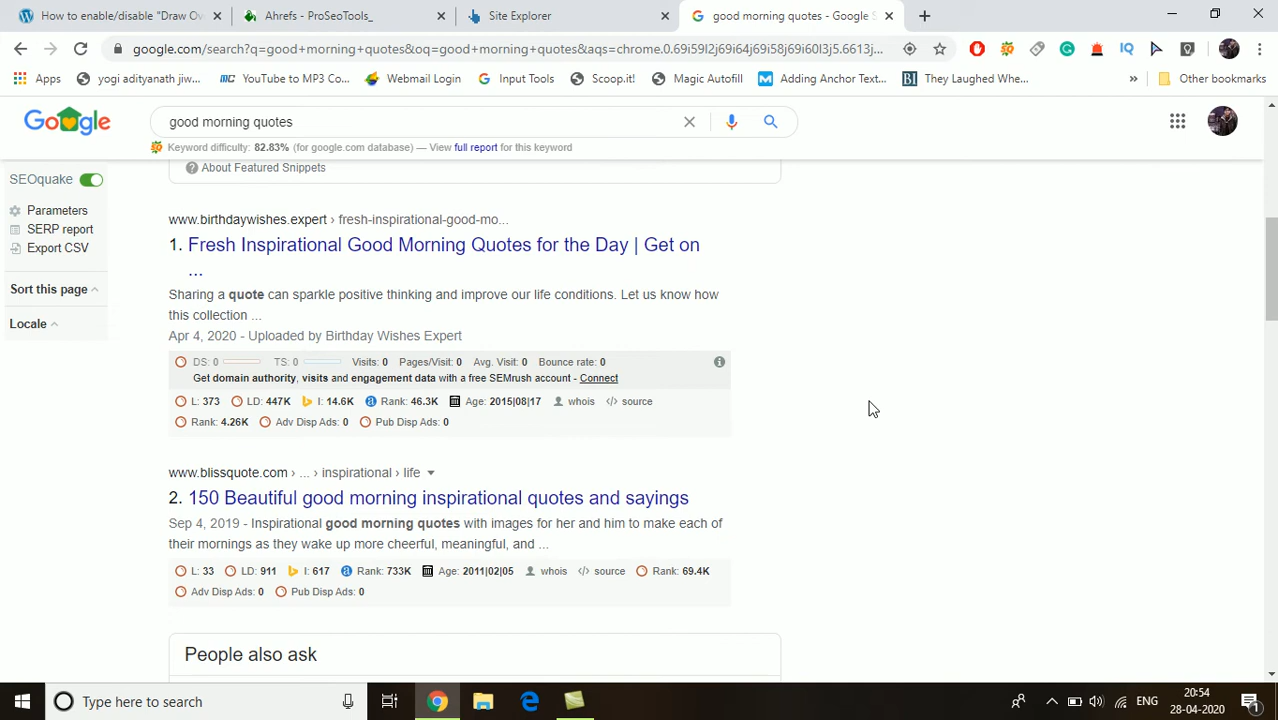 How to enable/disable "Draw Ov
Ahrefs - ProSeoTools_
Site Explorer
good morning quotes - Google S
google.com/search?q=good+morning+quotes&oq=good+morning+quotes&aqs=chrome.0.69i59l2j69i64j69i58j69i60l3j5.6613j...
Apps
yogi adityanath jiw...
YouTube to MP3 Co...
Webmail Login
Input Tools
Scoop.it!
Magic Autofill
Adding Anchor Text...
They Laughed Whe...
»
Other bookmarks
Google
good morning quotes
Keyword difficulty: 82.83% (for google.com database) — View full report for this keyword
SEOquake
Parameters
SERP report
Export CSV
Sort this page
Locale
About Featured Snippets
www.birthdaywishes.expert › fresh-inspirational-good-mo...
1. Fresh Inspirational Good Morning Quotes for the Day | Get on
...
Sharing a quote can sparkle positive thinking and improve our life conditions. Let us know how
this collection ...
Apr 4, 2020 - Uploaded by Birthday Wishes Expert
DS: 0 TS: 0 Visits: 0 Pages/Visit: 0 Avg. Visit: 0 Bounce rate: 0
Get domain authority, visits and engagement data with a free SEMrush account - Connect
L: 373 LD: 447K I: 14.6K Rank: 46.3K Age: 2015|08|17 whois source
Rank: 4.26K Adv Disp Ads: 0 Pub Disp Ads: 0
www.blissquote.com › ... › inspirational › life
2. 150 Beautiful good morning inspirational quotes and sayings
Sep 4, 2019 - Inspirational good morning quotes with images for her and him to make each of
their mornings as they wake up more cheerful, meaningful, and ...
L: 33 LD: 911 I: 617 Rank: 733K Age: 2011|02|05 whois source Rank: 69.4K
Adv Disp Ads: 0 Pub Disp Ads: 0
People also ask
Type here to search
ENG
20:54
28-04-2020